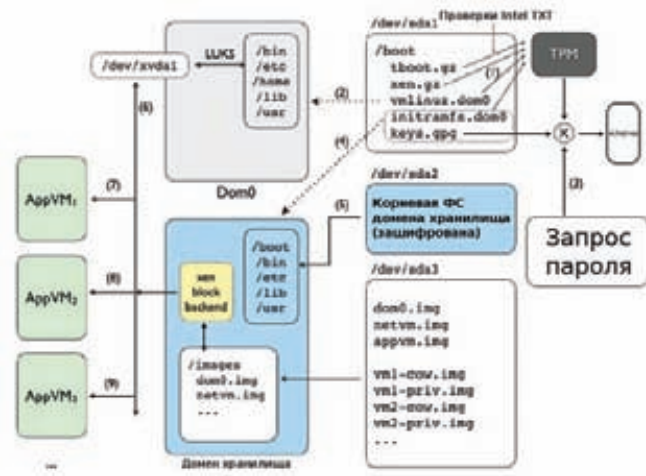 /dev/sda1
Проверки Intel TXT
/dev/xvda1
LUKS
/bin
/etc
/home
/lib
/usr
Dom0
/boot
tboot.gz
xen.gz
vmlinuz.dom0
initramfs.dom0
keys.gpg
(1)
TPM
K
(2)
(4)
(3)
Запрос
пароля
(6)
(7)
AppVM₁
(8)
AppVM₂
(9)
AppVM₃
...
/dev/sda2
Корневая ФС
домена хранилища
(зашифрована)
(5)
/boot
/bin
/etc
/lib
/usr
xen
block
backend
/images
dom0.img
netvm.img
...
Домен хранилища
/dev/sda3
dom0.img
netvm.img
appvm.img
vm1-cow.img
vm1-priv.img
vm2-cow.img
vm2-priv.img
...